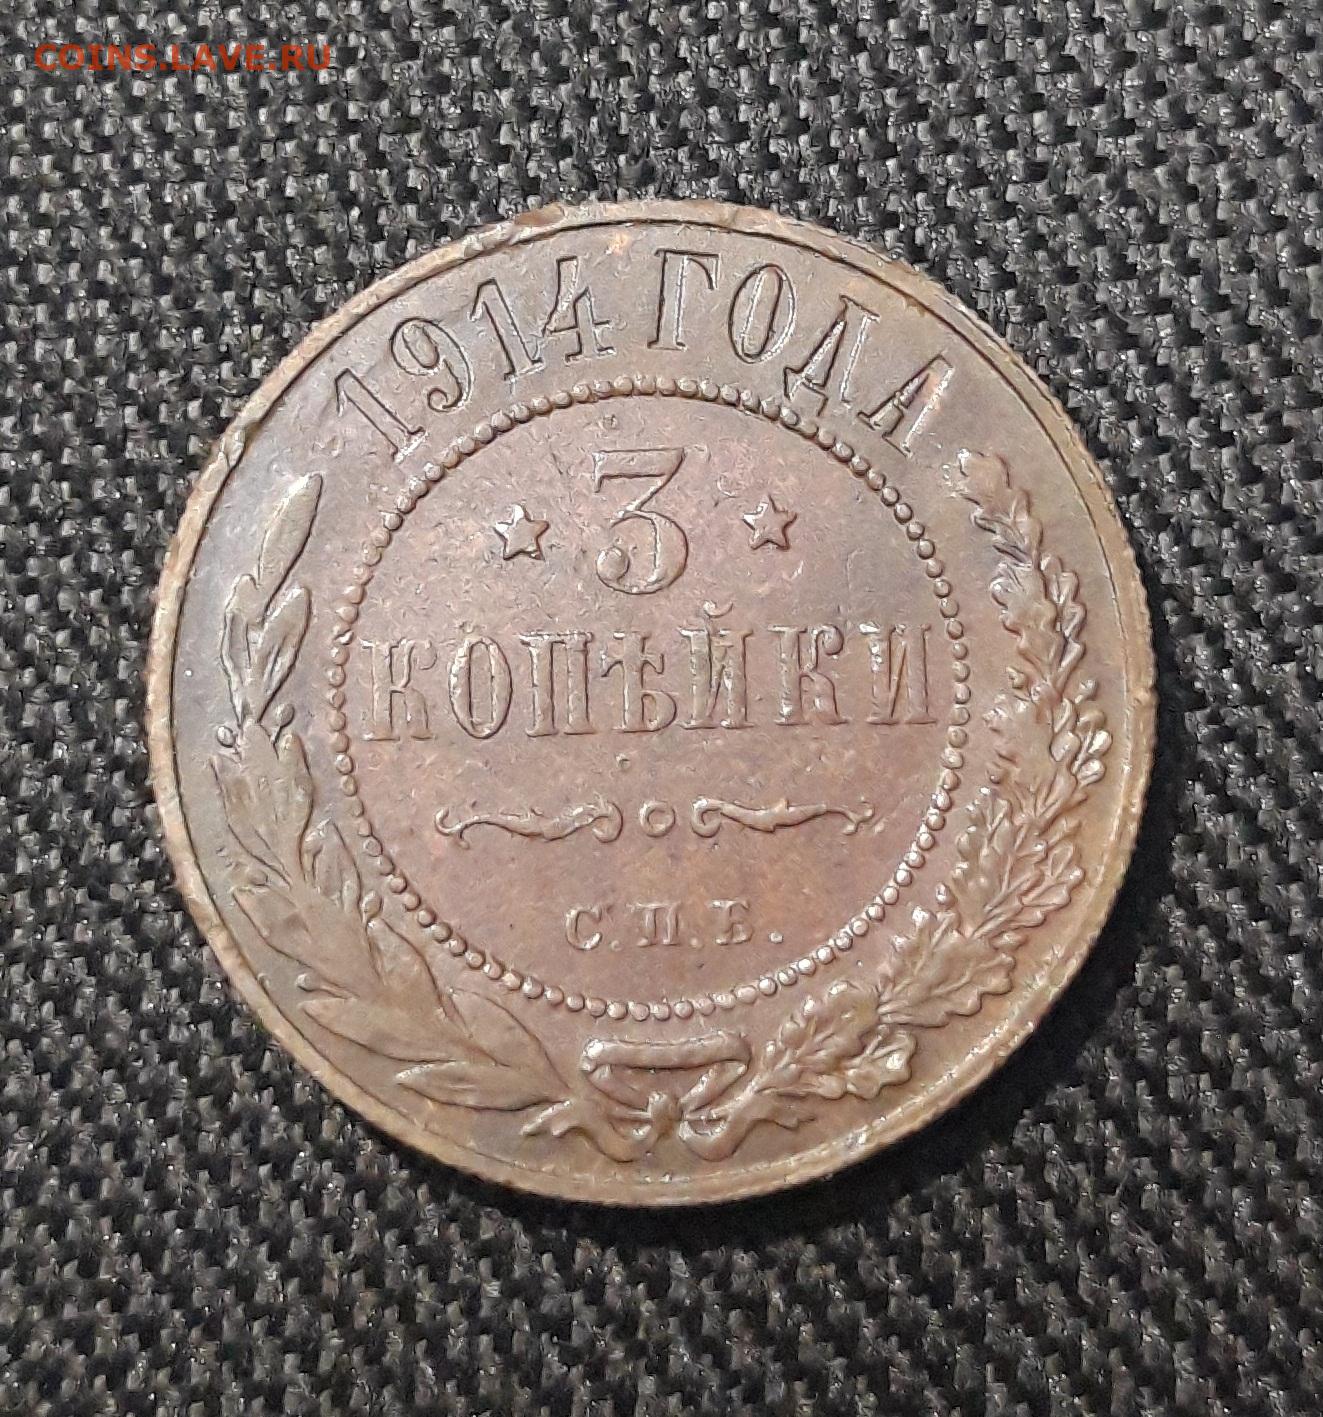 COINS.LAVE.RU
1914 ГОДА
3
КОПѢЙКИ
С.П.Б.